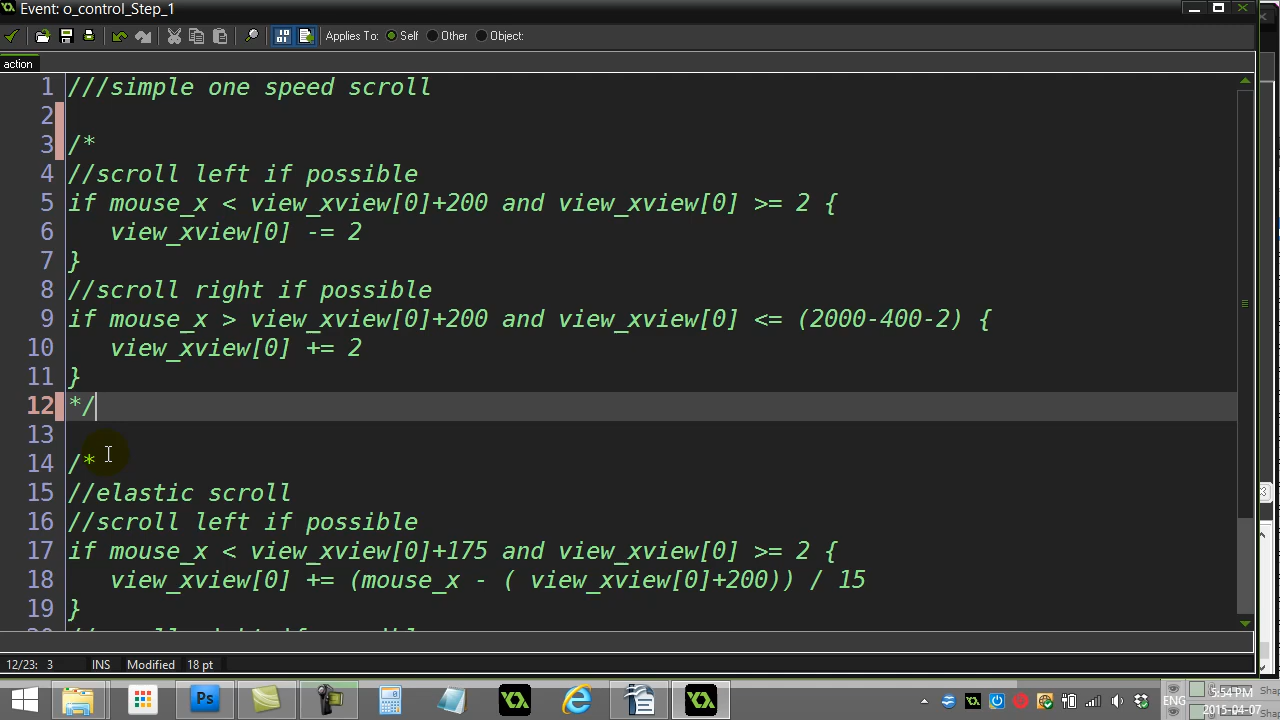 Event: o_control_Step_1
Applies To: Self Other Object:
action
1 ///simple one speed scroll
2
3 /*
4 //scroll left if possible
5 if mouse_x < view_xview[0]+200 and view_xview[0] >= 2 {
6 view_xview[0] -= 2
7 }
8 //scroll right if possible
9 if mouse_x > view_xview[0]+200 and view_xview[0] <= (2000-400-2) {
10 view_xview[0] += 2
11 }
12 */
13
14 /*
15 //elastic scroll
16 //scroll left if possible
17 if mouse_x < view_xview[0]+175 and view_xview[0] >= 2 {
18 view_xview[0] += (mouse_x - ( view_xview[0]+200)) / 15
19 }
12/23: 3 INS Modified 18 pt
Ps
ENG
5:54 PM
2015-04-07
Shap
Shap